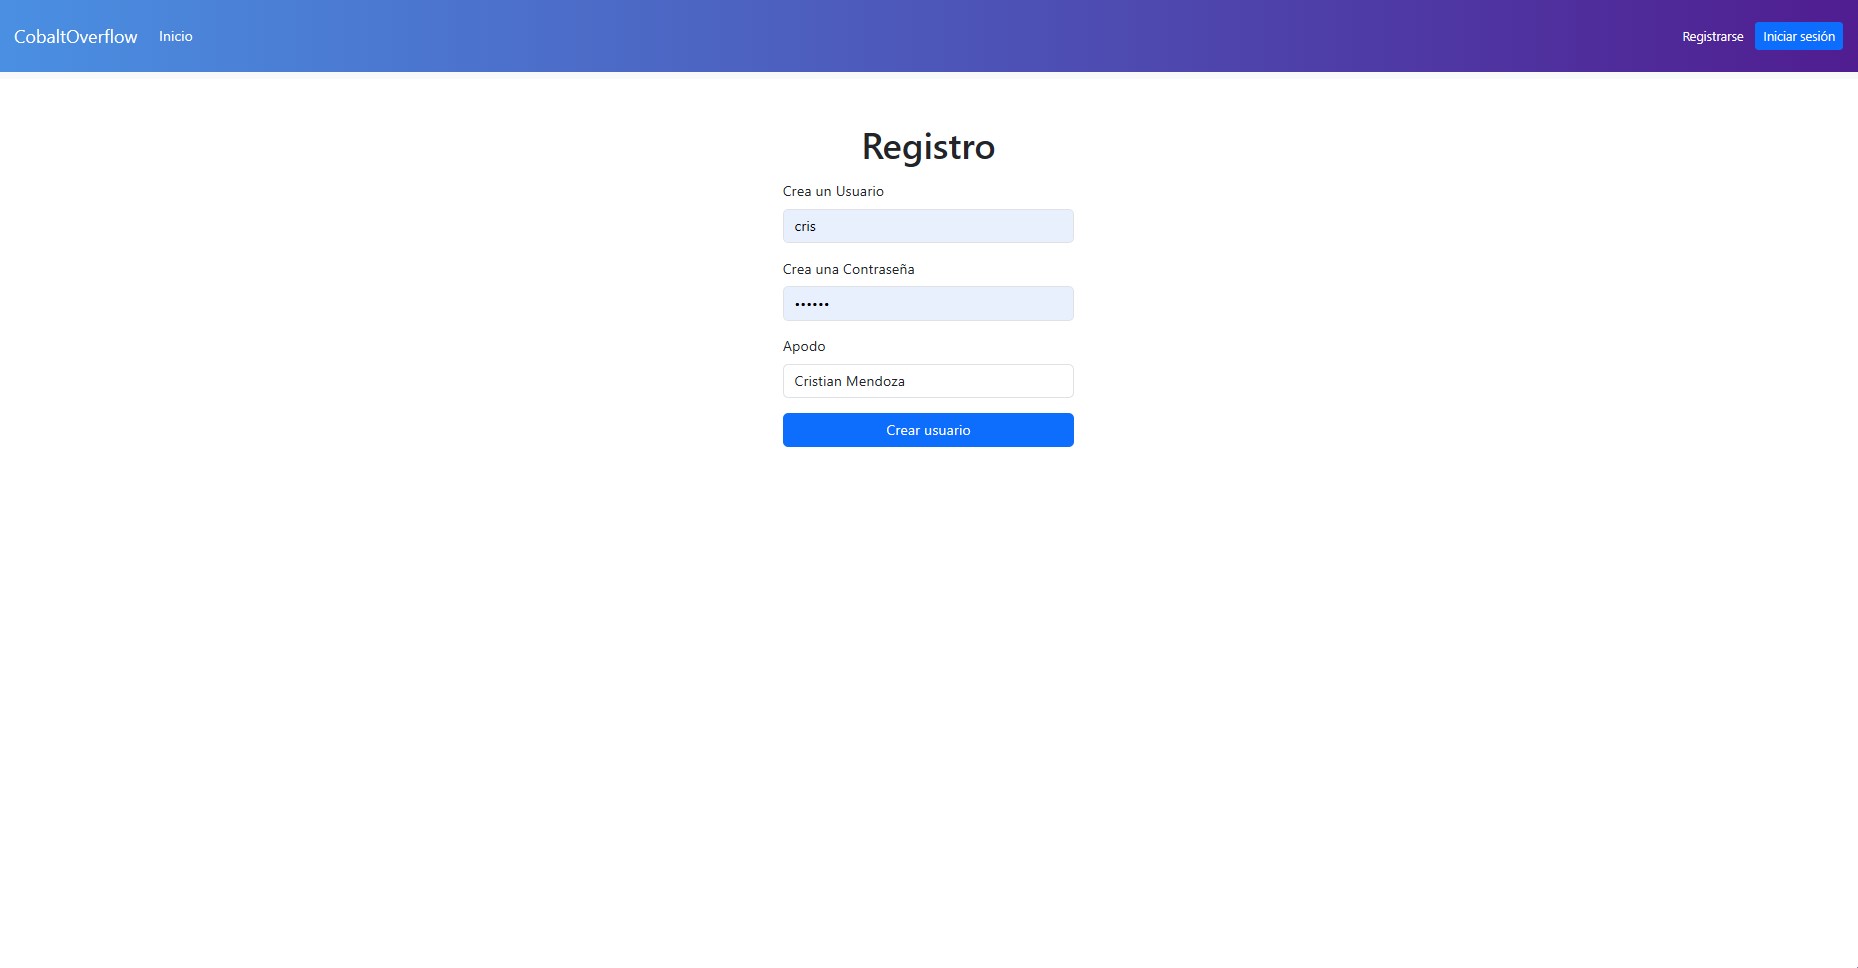 CobaltOverflow Inicio Registrarse Iniciar sesión
Registro
Crea un Usuario
cris
Crea una Contraseña
••••••
Apodo
Cristian Mendoza
Crear usuario